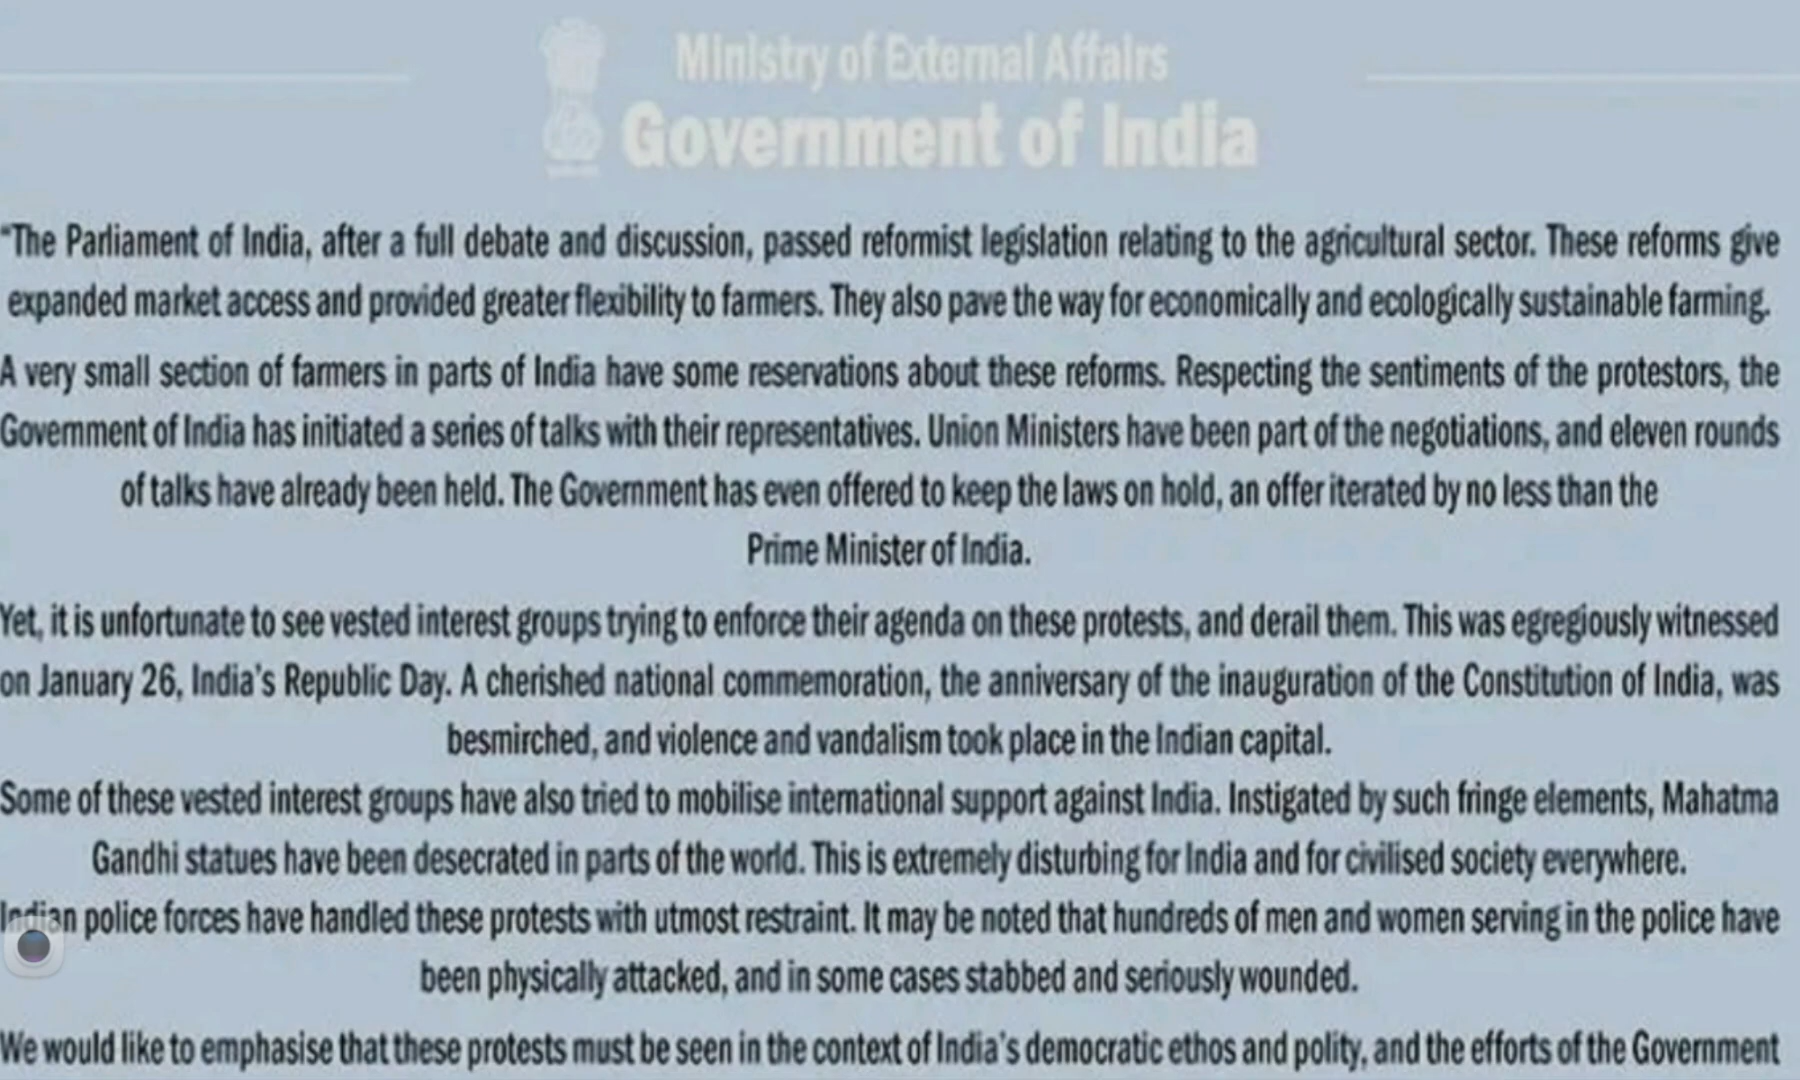 Ministry of External Affairs
Government of India
“The Parliament of India, after a full debate and discussion, passed reformist legislation relating to the agricultural sector. These reforms give
expanded market access and provided greater flexibility to farmers. They also pave the way for economically and ecologically sustainable farming.
A very small section of farmers in parts of India have some reservations about these reforms. Respecting the sentiments of the protestors, the
Government of India has initiated a series of talks with their representatives. Union Ministers have been part of the negotiations, and eleven rounds
of talks have already been held. The Government has even offered to keep the laws on hold, an offer iterated by no less than the
Prime Minister of India.
Yet, it is unfortunate to see vested interest groups trying to enforce their agenda on these protests, and derail them. This was egregiously witnessed
on January 26, India’s Republic Day. A cherished national commemoration, the anniversary of the inauguration of the Constitution of India, was
besmirched, and violence and vandalism took place in the Indian capital.
Some of these vested interest groups have also tried to mobilise international support against India. Instigated by such fringe elements, Mahatma
Gandhi statues have been desecrated in parts of the world. This is extremely disturbing for India and for civilised society everywhere.
Indian police forces have handled these protests with utmost restraint. It may be noted that hundreds of men and women serving in the police have
been physically attacked, and in some cases stabbed and seriously wounded.
We would like to emphasise that these protests must be seen in the context of India’s democratic ethos and polity, and the efforts of the Government